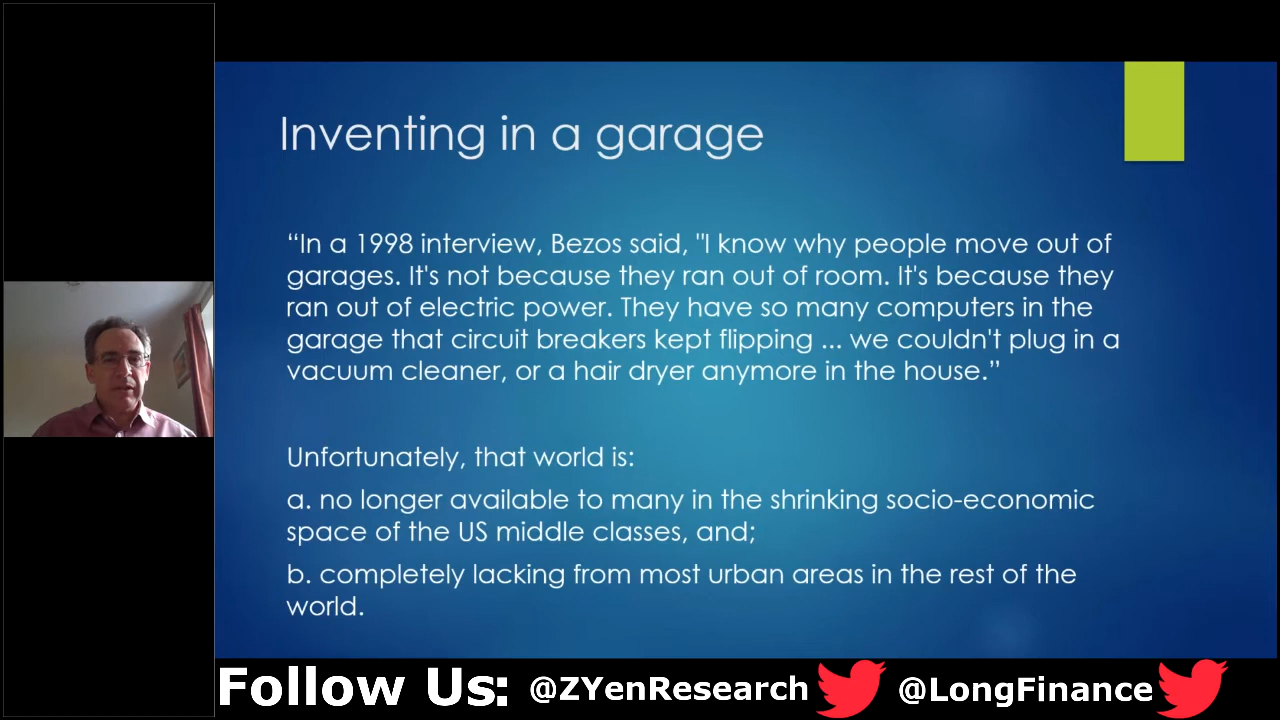 Inventing in a garage
“In a 1998 interview, Bezos said, "I know why people move out of
garages. It's not because they ran out of room. It's because they
ran out of electric power. They have so many computers in the
garage that circuit breakers kept flipping ... we couldn't plug in a
vacuum cleaner, or a hair dryer anymore in the house.”
Unfortunately, that world is:
a. no longer available to many in the shrinking socio-economic
space of the US middle classes, and;
b. completely lacking from most urban areas in the rest of the
world.
Follow Us: @ZYenResearch @LongFinance